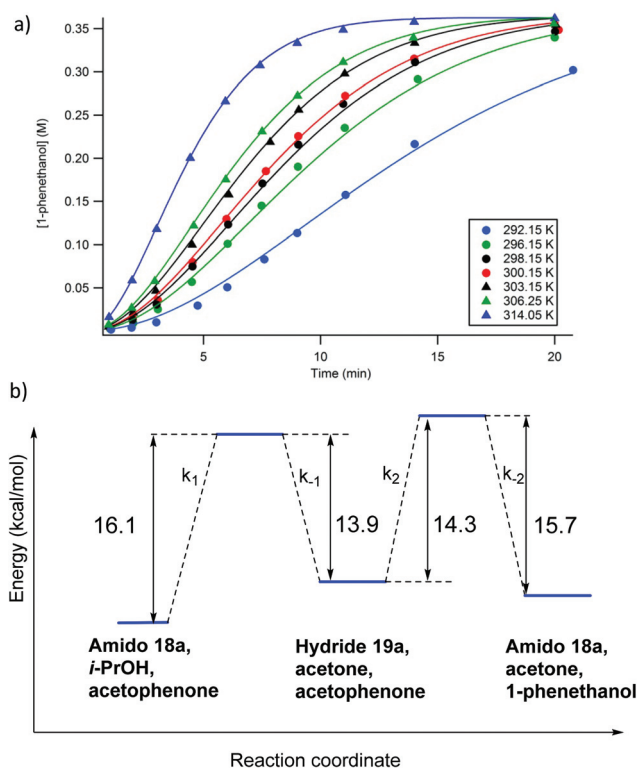 a)
[1-phenethanol] (M)
0.35
0.30
0.25
0.20
0.15
0.10
0.05
292.15 K
296.15 K
298.15 K
300.15 K
303.15 K
306.25 K
314.05 K
5
10
15
20
Time (min)
b)
Energy (kcal/mol)
k1
k-1
k2
k-2
16.1
13.9
14.3
15.7
Amido 18a,
i-PrOH,
acetophenone
Hydride 19a,
acetone,
acetophenone
Amido 18a,
acetone,
1-phenethanol
Reaction coordinate